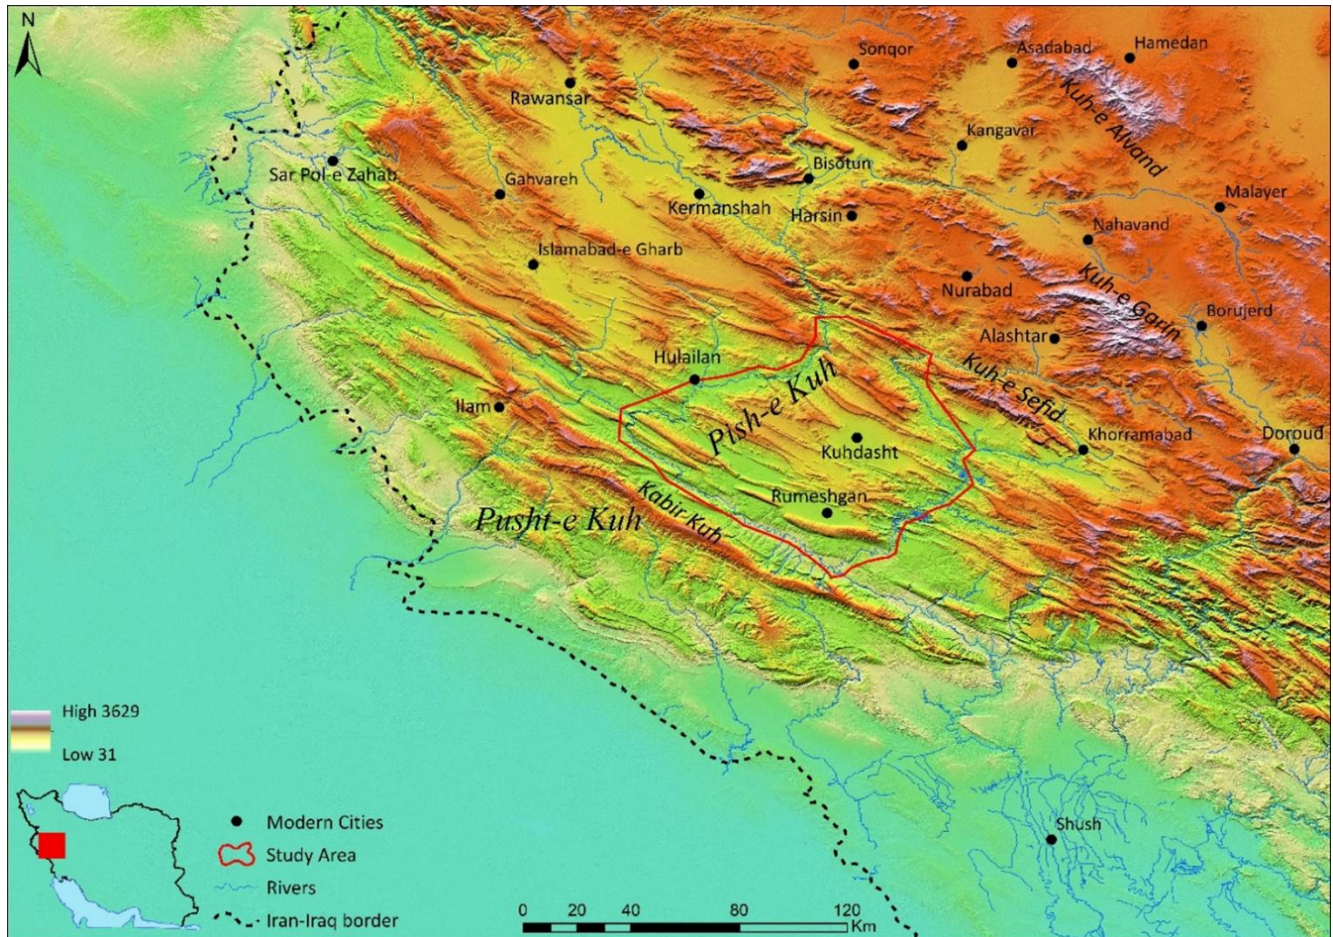 N
Sonqor
Asadabad
Hamedan
Rawansar
Kuh-e Alvand
Kangavar
Bisotun
Sar Pol-e Zahab
Gahvareh
Kermanshah
Harsin
Malayer
Nahavand
Islamabad-e Gharb
Nurabad
Kuh-e Garin
Borujerd
Alashtar
Hulailan
Kuh-e Sefid
Pish-e Kuh
Ilam
Kuhdasht
Khorramabad
Doroud
Rumeshgan
Kabir Kuh
Pusht-e Kuh
High 3629
Low 31
Shush
Modern Cities
Study Area
Rivers
Iran-Iraq border
0 20 40 80 120
Km